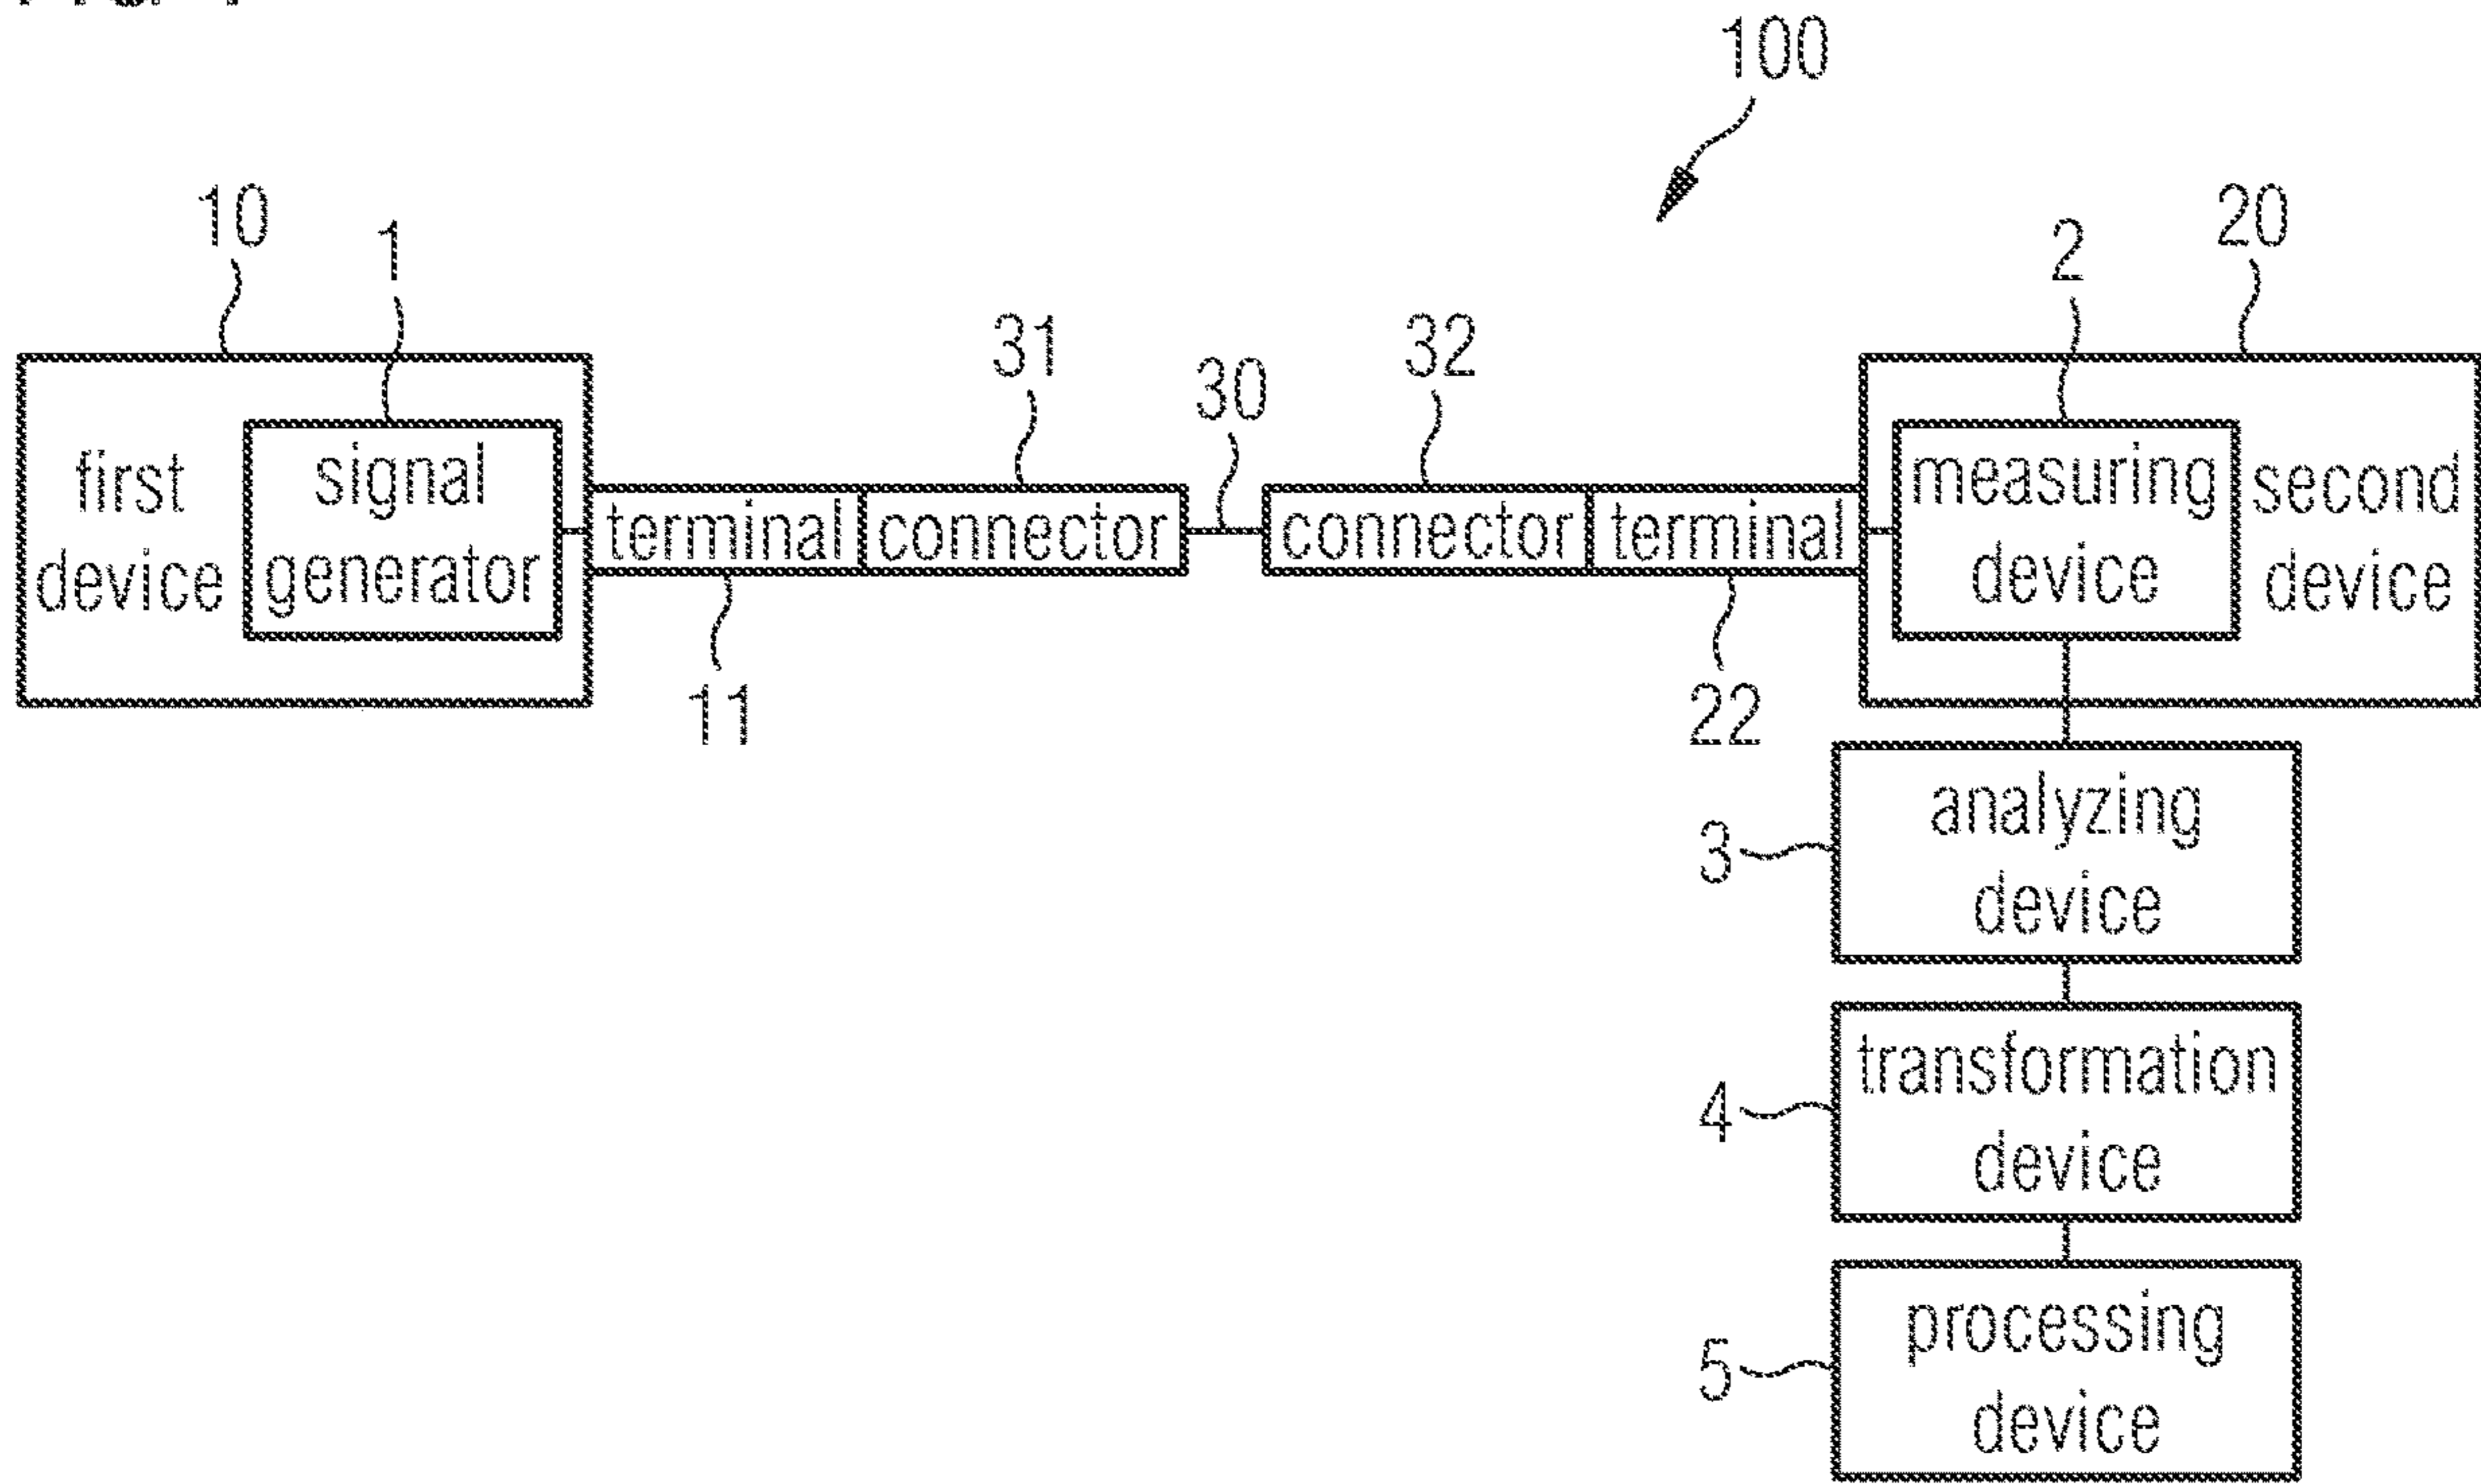 100
10
1
2
20
31
30
32
first
device
signal
generator
terminal
connector
connector
terminal
measuring
device
second
device
11
22
3
analyzing
device
4
transformation
device
5
processing
device